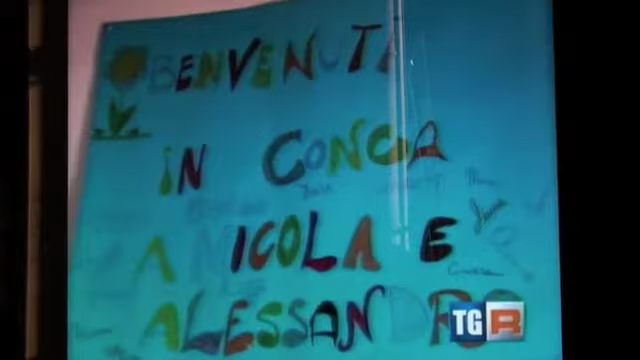 BENVENUTI
IN CONCA
A NICOLA E
ALESSANDRO
TGR